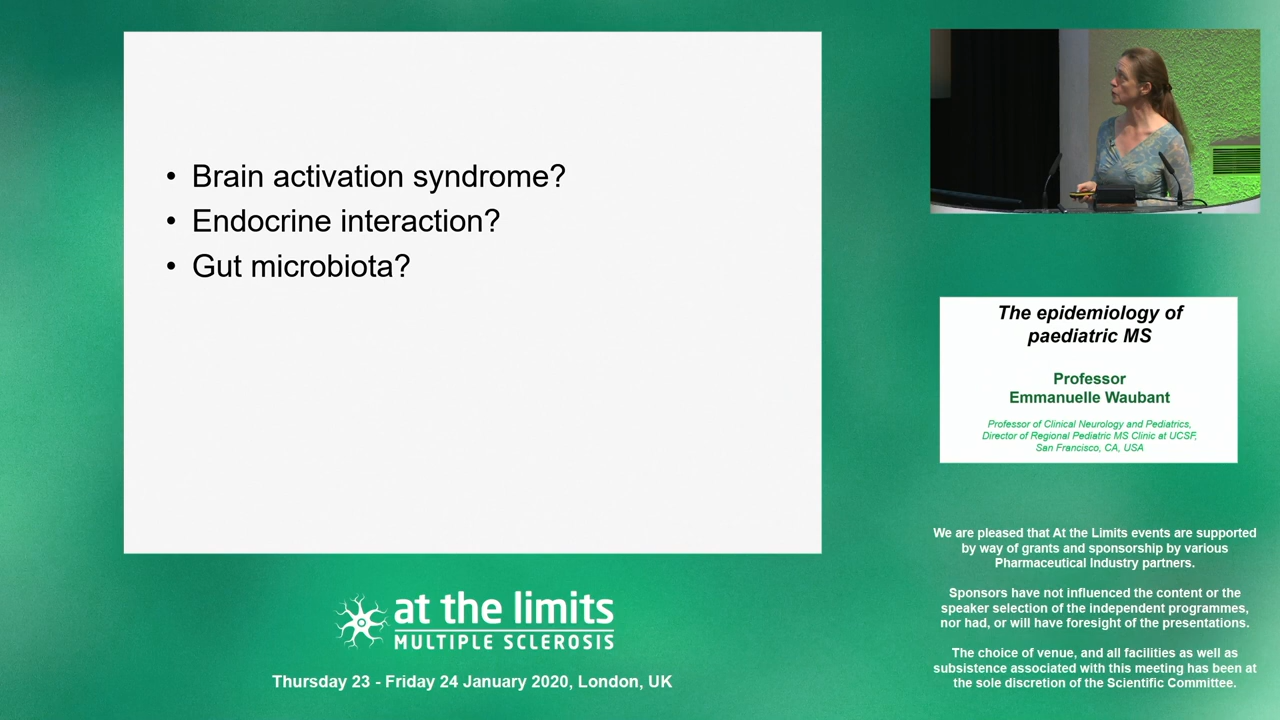 • Brain activation syndrome?
• Endocrine interaction?
• Gut microbiota?
The epidemiology of
paediatric MS
Professor
Emmanuelle Waubant
Professor of Clinical Neurology and Pediatrics,
Director of Regional Pediatric MS Clinic at UCSF,
San Francisco, CA, USA
We are pleased that At the Limits events are supported
by way of grants and sponsorship by various
Pharmaceutical Industry partners.
Sponsors have not influenced the content or the
speaker selection of the independent programmes,
nor had, or will have foresight of the presentations.
The choice of venue, and all facilities as well as
subsistence associated with this meeting has been at
the sole discretion of the Scientific Committee.
at the limits
MULTIPLE SCLEROSIS
Thursday 23 - Friday 24 January 2020, London, UK